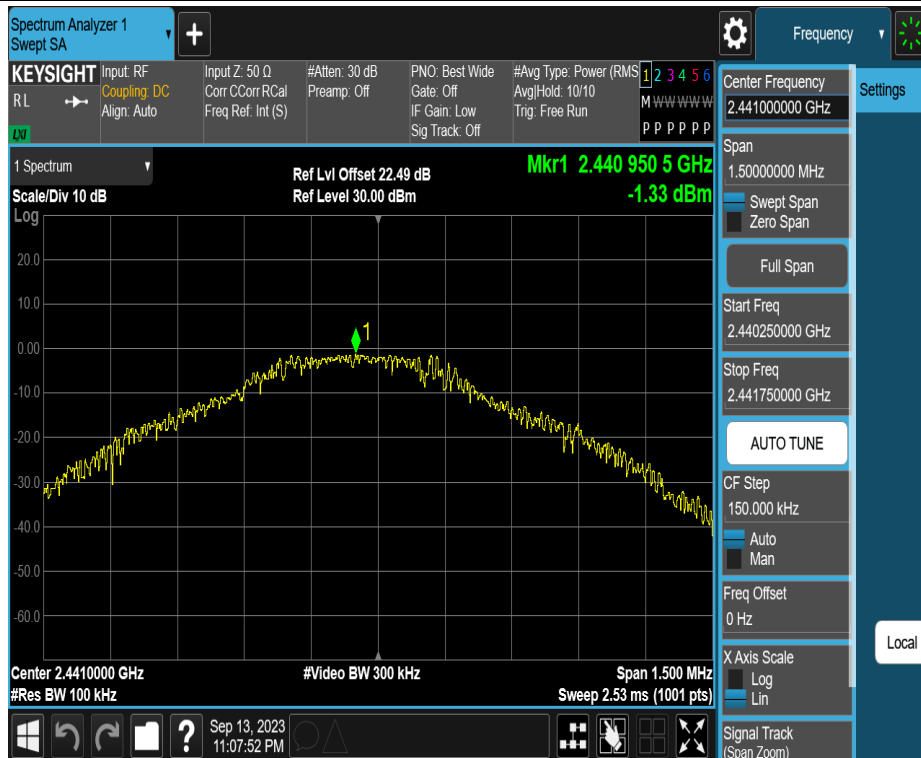 Spectrum Analyzer 1
Swept SA
+
Frequency
KEYSIGHT
Input: RF
Input Z: 50 Ω
#Atten: 30 dB
PNO: Best Wide
#Avg Type: Power (RMS
1 2 3 4 5 6
R L
Coupling: DC
Corr CCorr RCal
Preamp: Off
Gate: Off
Avg|Hold: 10/10
M W W W W W
Align: Auto
Freq Ref: Int (S)
IF Gain: Low
Trig: Free Run
LXI
Sig Track: Off
P P P P P P
1 Spectrum
Scale/Div 10 dB
Ref Lvl Offset 22.49 dB
Ref Level 30.00 dBm
Mkr1 2.440 950 5 GHz
-1.33 dBm
Log
20.0
10.0
0.00
-10.0
-20.0
-30.0
-40.0
-50.0
-60.0
1
Center 2.4410000 GHz
#Video BW 300 kHz
Span 1.500 MHz
#Res BW 100 kHz
Sweep 2.53 ms (1001 pts)
?
Sep 13, 2023
11:07:52 PM
Center Frequency
2.441000000 GHz
Span
1.50000000 MHz
Swept Span
Zero Span
Full Span
Start Freq
2.440250000 GHz
Stop Freq
2.441750000 GHz
AUTO TUNE
CF Step
150.000 kHz
Auto
Man
Freq Offset
0 Hz
X Axis Scale
Log
Lin
Signal Track
(Span Zoom)
Settings
Local